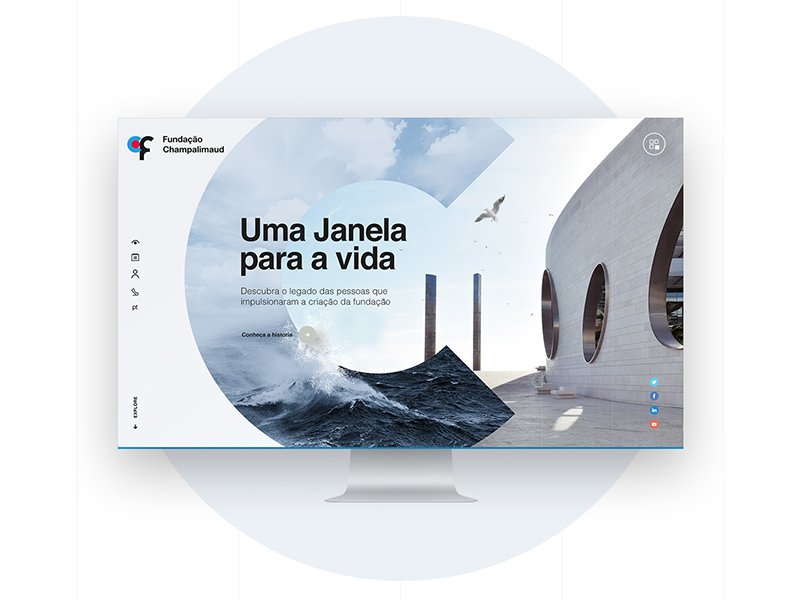 Fundação
Champalimaud
Uma Janela
para a vida
Descubra o legado das pessoas que
impulsionaram a criação da fundação
Conheça a historia
pt
EXPLORE